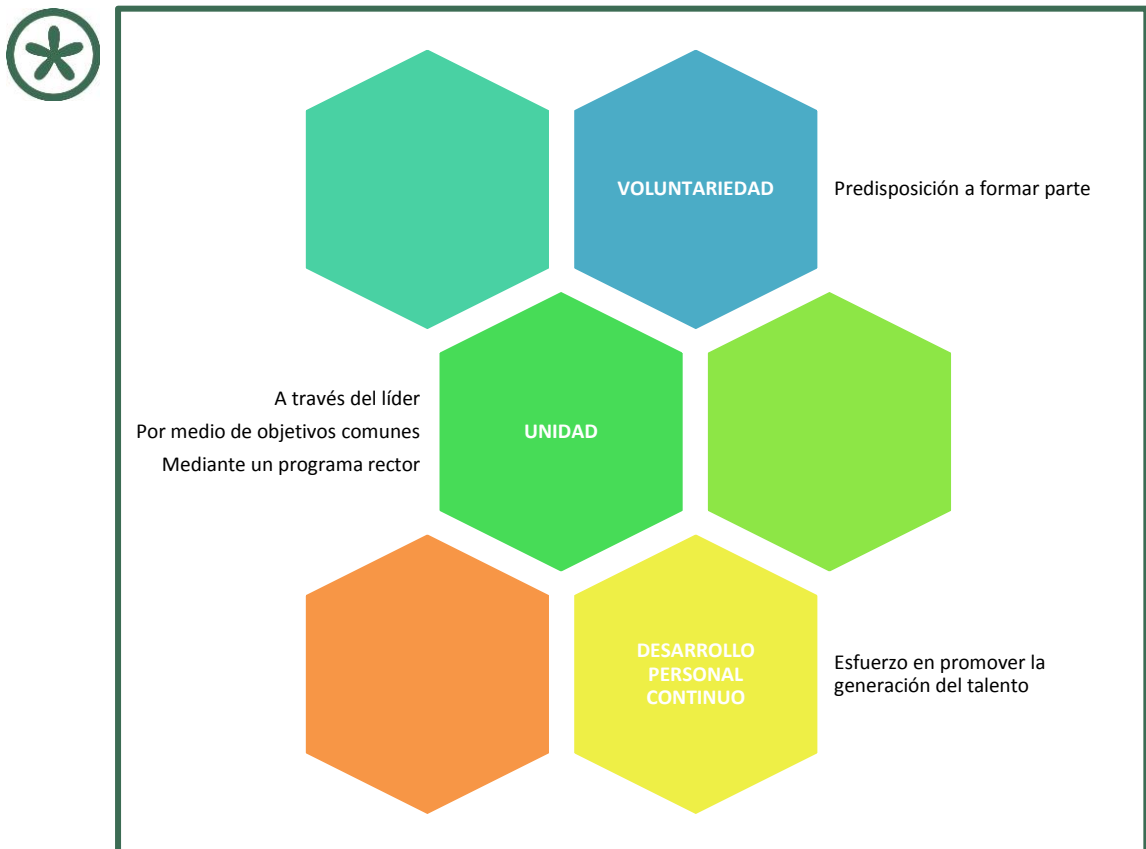 VOLUNTARIEDAD
Predisposición a formar parte
A través del líder
Por medio de objetivos comunes
Mediante un programa rector
UNIDAD
DESARROLLO
PERSONAL
CONTINUO
Esfuerzo en promover la
generación del talento